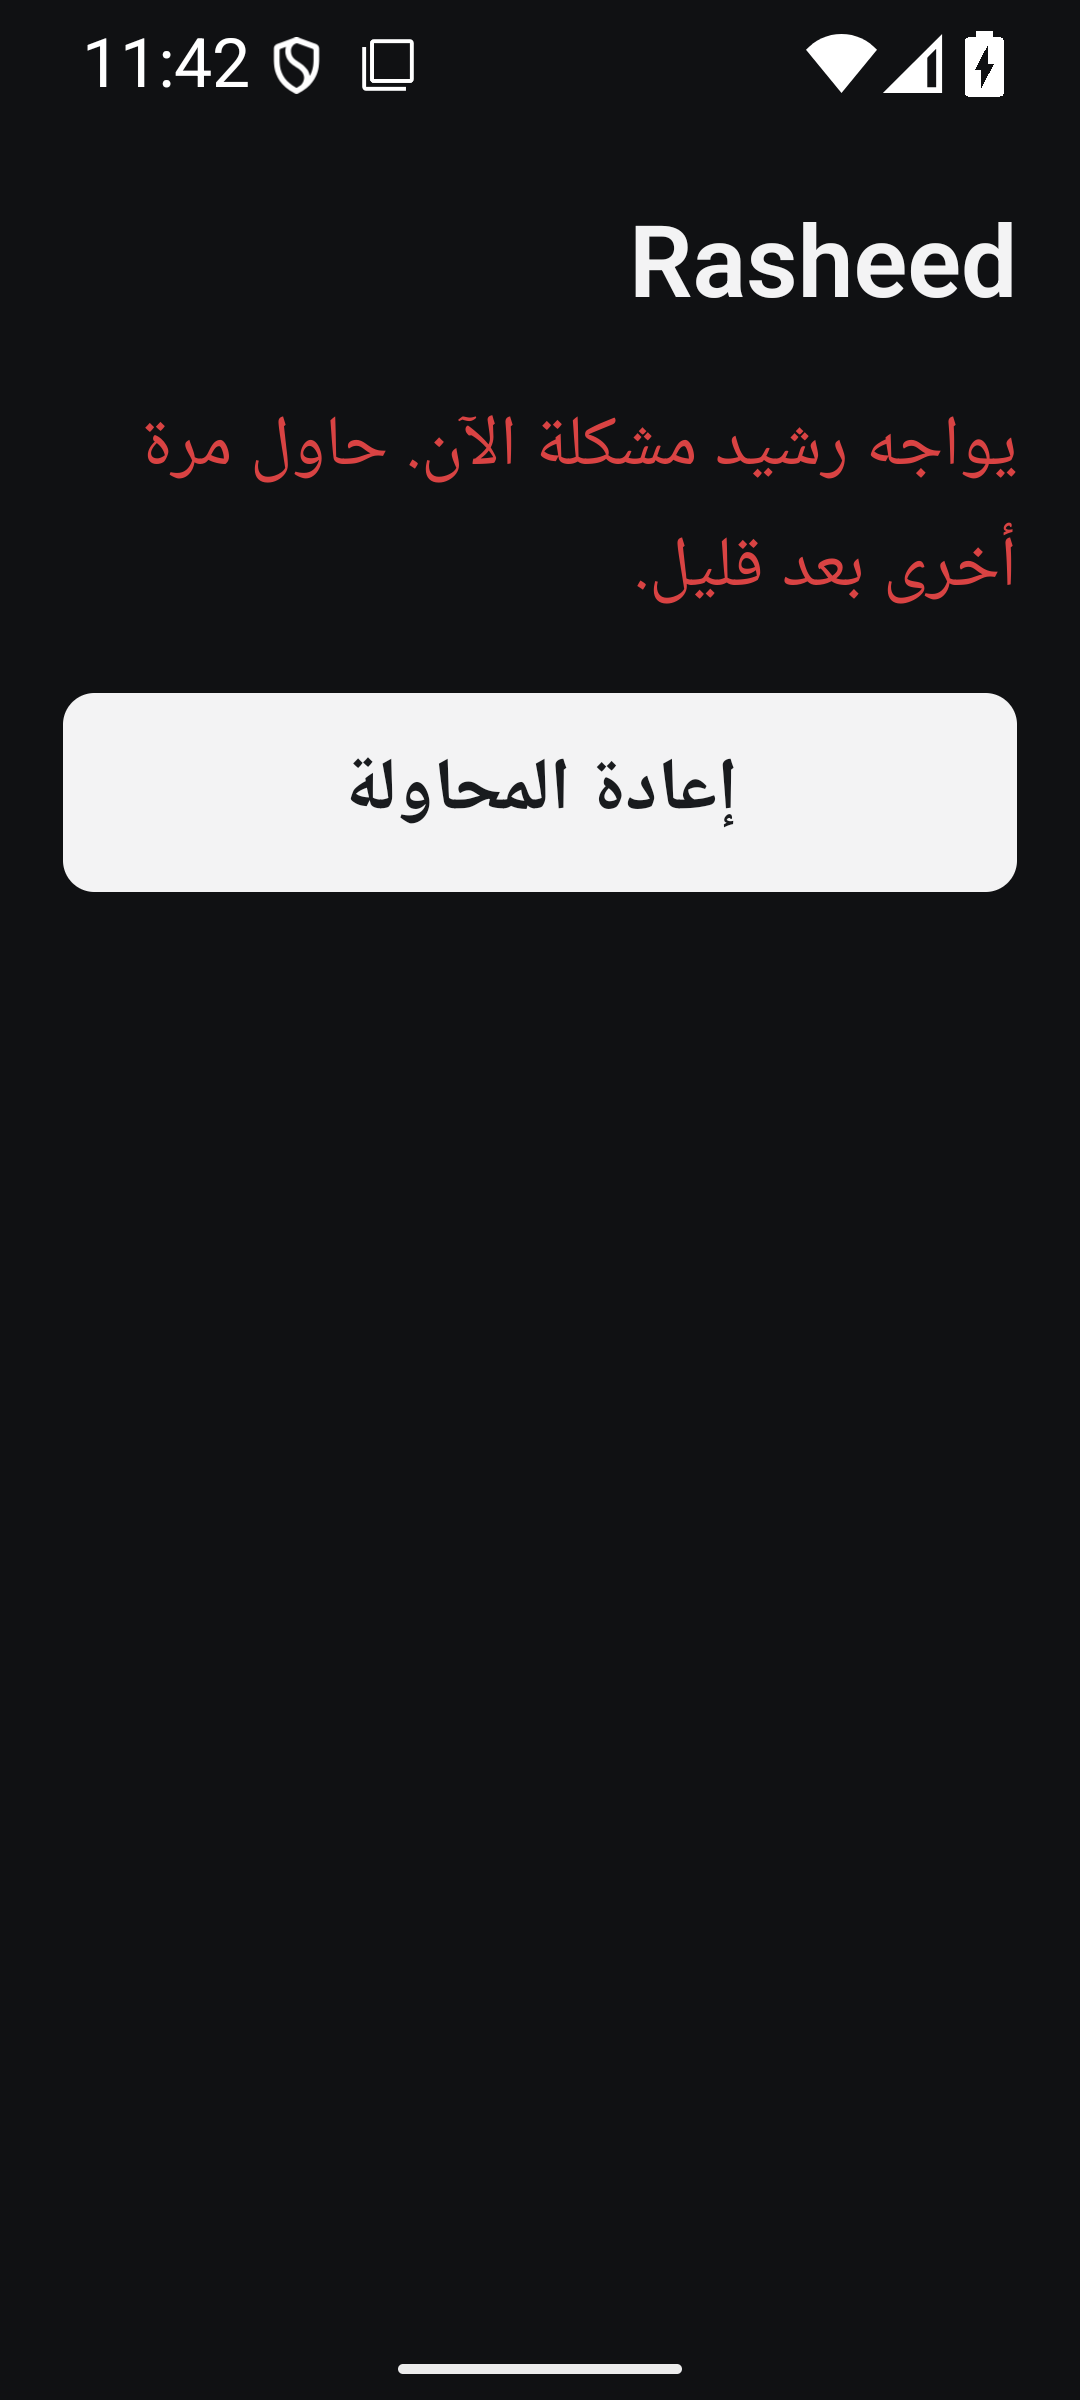 11:42
Rasheed
يواجه رشيد مشكلة الآن. حاول مرة
أخرى بعد قليل.
إعادة المحاولة